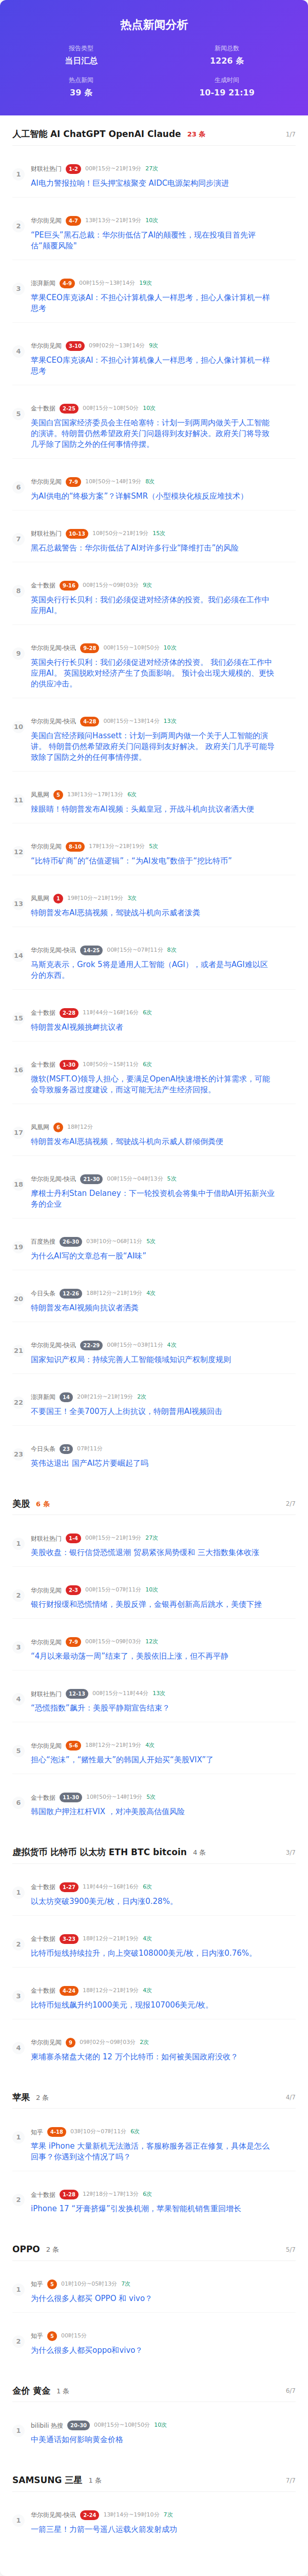 热点新闻分析
报告类型
当日汇总
新闻总数
1226 条
热点新闻
39 条
生成时间
10-19 21:19
人工智能 AI ChatGPT OpenAI Claude 23 条 1/7
1
财联社热门 1-2 00时15分~21时19分 27次
AI电力警报拉响！巨头押宝核聚变 AIDC电源架构同步演进
2
华尔街见闻 4-7 13时13分~21时19分 10次
“PE巨头”黑石总裁：华尔街低估了AI的颠覆性，现在投项目首先评
估“颠覆风险”
3
澎湃新闻 4-9 00时15分~13时14分 19次
苹果CEO库克谈AI：不担心计算机像人一样思考，担心人像计算机一样
思考
4
华尔街见闻 3-10 09时02分~13时14分 9次
苹果CEO库克谈AI：不担心计算机像人一样思考，担心人像计算机一样
思考
5
金十数据 2-25 00时15分~10时50分 10次
美国白宫国家经济委员会主任哈塞特：计划一到两周内做关于人工智能
的演讲。特朗普仍然希望政府关门问题得到友好解决。政府关门将导致
几乎除了国防之外的任何事情停摆。
6
华尔街见闻 7-9 10时50分~14时19分 8次
为AI供电的“终极方案”？详解SMR（小型模块化核反应堆技术）
7
财联社热门 10-13 10时50分~21时19分 15次
黑石总裁警告：华尔街低估了AI对许多行业“降维打击”的风险
8
金十数据 9-16 00时15分~09时03分 9次
英国央行行长贝利：我们必须促进对经济体的投资。我们必须在工作中
应用AI。
9
华尔街见闻-快讯 9-28 00时15分~10时50分 10次
英国央行行长贝利：我们必须促进对经济体的投资。 我们必须在工作中
应用AI。 英国脱欧对经济产生了负面影响。 预计会出现大规模的、更快
的供应冲击。
10
华尔街见闻-快讯 4-28 00时15分~13时14分 13次
美国白宫经济顾问Hassett：计划一到两周内做一个关于人工智能的演
讲。 特朗普仍然希望政府关门问题得到友好解决。 政府关门几乎可能导
致除了国防之外的任何事情停摆。
11
凤凰网 5 13时13分~17时13分 6次
辣眼睛！特朗普发布AI视频：头戴皇冠，开战斗机向抗议者洒大便
12
华尔街见闻 8-10 17时13分~21时19分 5次
“比特币矿商”的“估值逻辑”：“为AI发电”数倍于“挖比特币”
13
凤凰网 1 19时10分~21时19分 3次
特朗普发布AI恶搞视频，驾驶战斗机向示威者泼粪
14
华尔街见闻-快讯 14-25 00时15分~07时11分 8次
马斯克表示，Grok 5将是通用人工智能（AGI），或者是与AGI难以区
分的东西。
15
金十数据 2-28 11时44分~16时16分 6次
特朗普发AI视频挑衅抗议者
16
金十数据 1-30 10时50分~15时11分 6次
微软(MSFT.O)领导人担心，要满足OpenAI快速增长的计算需求，可能
会导致服务器过度建设，而这可能无法产生经济回报。
17
凤凰网 6 18时12分
特朗普发布AI恶搞视频，驾驶战斗机向示威人群倾倒粪便
18
华尔街见闻-快讯 21-30 00时15分~04时13分 5次
摩根士丹利Stan Delaney：下一轮投资机会将集中于借助AI开拓新兴业
务的企业
19
百度热搜 26-30 03时10分~06时11分 5次
为什么AI写的文章总有一股“AI味”
20
今日头条 12-26 18时12分~21时19分 4次
特朗普发布AI视频向抗议者洒粪
21
华尔街见闻-快讯 22-29 00时15分~03时11分 4次
国家知识产权局：持续完善人工智能领域知识产权制度规则
22
澎湃新闻 14 20时21分~21时19分 2次
不要国王！全美700万人上街抗议，特朗普用AI视频回击
23
今日头条 23 07时11分
英伟达退出 国产AI芯片要崛起了吗
美股 6 条 2/7
1
财联社热门 1-4 00时15分~21时19分 27次
美股收盘：银行信贷恐慌退潮 贸易紧张局势缓和 三大指数集体收涨
2
华尔街见闻 2-3 00时15分~07时11分 10次
银行财报缓和恐慌情绪，美股反弹，金银再创新高后跳水，美债下挫
3
华尔街见闻 7-9 00时15分~09时03分 12次
“4月以来最动荡一周”结束了，美股依旧上涨，但不再平静
4
财联社热门 12-13 00时15分~11时44分 13次
“恐慌指数”飙升：美股平静期宣告结束？
5
华尔街见闻 5-6 18时12分~21时19分 4次
担心“泡沫”，“赌性最大”的韩国人开始买“美股VIX”了
6
金十数据 11-30 10时50分~14时19分 5次
韩国散户押注杠杆VIX ，对冲美股高估值风险
虚拟货币 比特币 以太坊 ETH BTC bitcoin 4 条 3/7
1
金十数据 1-27 11时44分~16时16分 6次
以太坊突破3900美元/枚，日内涨0.28%。
2
金十数据 3-23 18时12分~21时19分 4次
比特币短线持续拉升，向上突破108000美元/枚，日内涨0.76%。
3
金十数据 4-24 18时12分~21时19分 4次
比特币短线飙升约1000美元，现报107006美元/枚。
4
华尔街见闻 9 09时02分~09时03分 2次
柬埔寨杀猪盘大佬的 12 万个比特币：如何被美国政府没收？
苹果 2 条 4/7
1
知乎 4-18 03时10分~07时11分 6次
苹果 iPhone 大量新机无法激活，客服称服务器正在修复，具体是怎么
回事？你遇到这个情况了吗？
2
金十数据 1-28 12时19分~17时13分 6次
iPhone 17 “牙膏挤爆”引发换机潮，苹果智能机销售重回增长
OPPO 2 条 5/7
1
知乎 5 01时10分~05时13分 7次
为什么很多人都买 OPPO 和 vivo？
2
知乎 5 00时15分
为什么很多人都买oppo和vivo？
金价 黄金 1 条 6/7
1
bilibili 热搜 20-30 00时15分~10时50分 10次
中美通话如何影响黄金价格
SAMSUNG 三星 1 条 7/7
1
华尔街见闻-快讯 2-24 13时14分~19时10分 7次
一箭三星！力箭一号遥八运载火箭发射成功